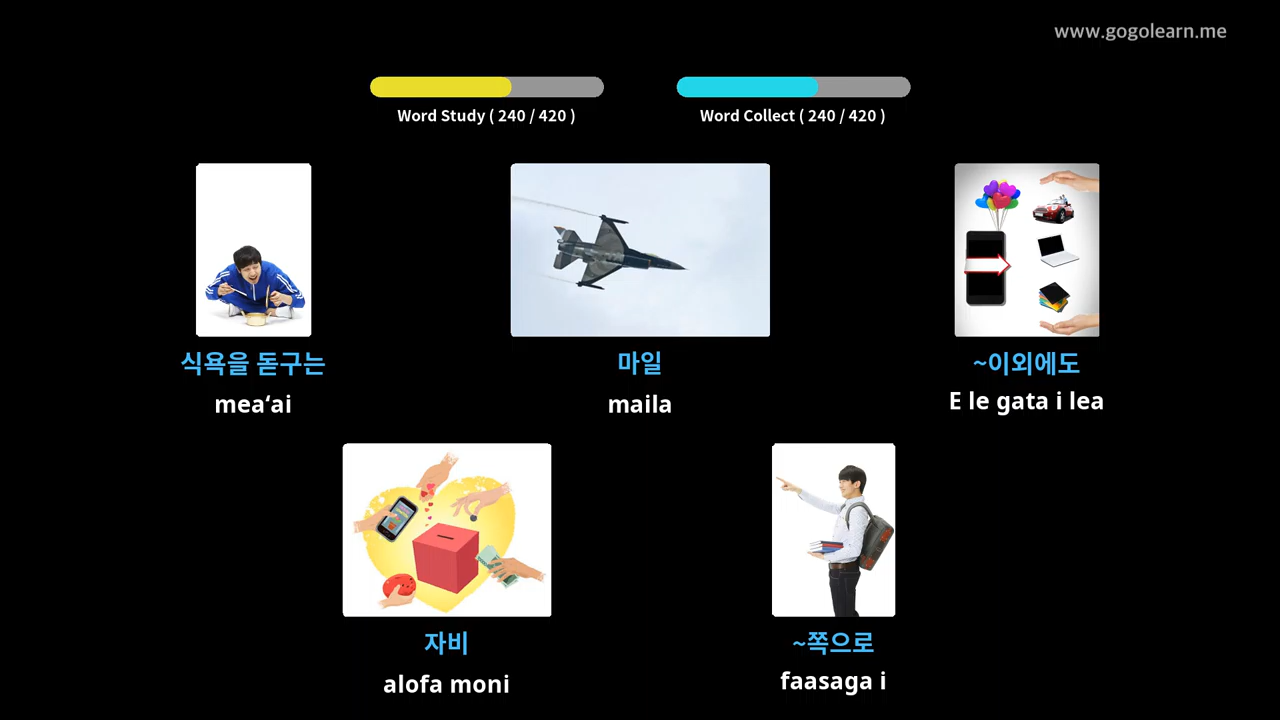 www.gogolearn.me
Word Study ( 240 / 420 )
Word Collect ( 240 / 420 )
식욕을 돋구는
mea‘ai
마일
maila
~이외에도
E le gata i lea
자비
alofa moni
~쪽으로
faasaga i